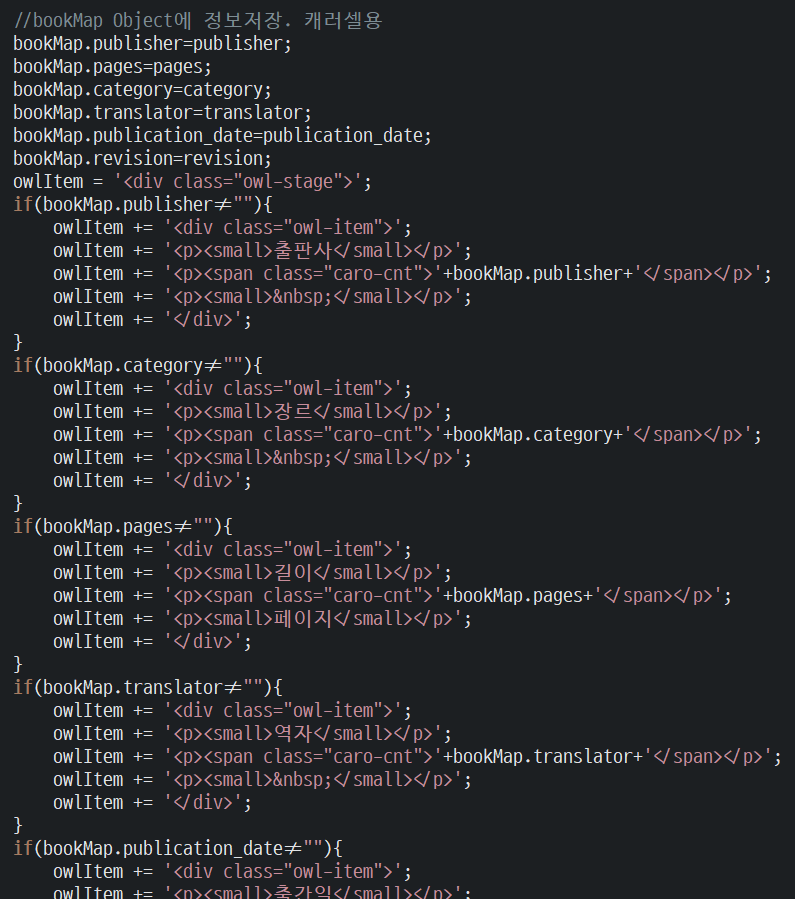 //bookMap Object에 정보저장. 캐러셀용
bookMap.publisher=publisher;
bookMap.pages=pages;
bookMap.category=category;
bookMap.translator=translator;
bookMap.publication_date=publication_date;
bookMap.revision=revision;
owlItem = '<div class="owl-stage">';
if(bookMap.publisher≠""){
    owlItem += '<div class="owl-item">';
    owlItem += '<p><small>출판사</small></p>';
    owlItem += '<p><span class="caro-cnt">'+bookMap.publisher+'</span></p>';
    owlItem += '<p><small>&nbsp;</small></p>';
    owlItem += '</div>';
}
if(bookMap.category≠""){
    owlItem += '<div class="owl-item">';
    owlItem += '<p><small>장르</small></p>';
    owlItem += '<p><span class="caro-cnt">'+bookMap.category+'</span></p>';
    owlItem += '<p><small>&nbsp;</small></p>';
    owlItem += '</div>';
}
if(bookMap.pages≠""){
    owlItem += '<div class="owl-item">';
    owlItem += '<p><small>길이</small></p>';
    owlItem += '<p><span class="caro-cnt">'+bookMap.pages+'</span></p>';
    owlItem += '<p><small>페이지</small></p>';
    owlItem += '</div>';
}
if(bookMap.translator≠""){
    owlItem += '<div class="owl-item">';
    owlItem += '<p><small>역자</small></p>';
    owlItem += '<p><span class="caro-cnt">'+bookMap.translator+'</span></p>';
    owlItem += '<p><small>&nbsp;</small></p>';
    owlItem += '</div>';
}
if(bookMap.publication_date≠""){
    owlItem += '<div class="owl-item">';
    owlItem += '<p><small>출간일</small></p>';